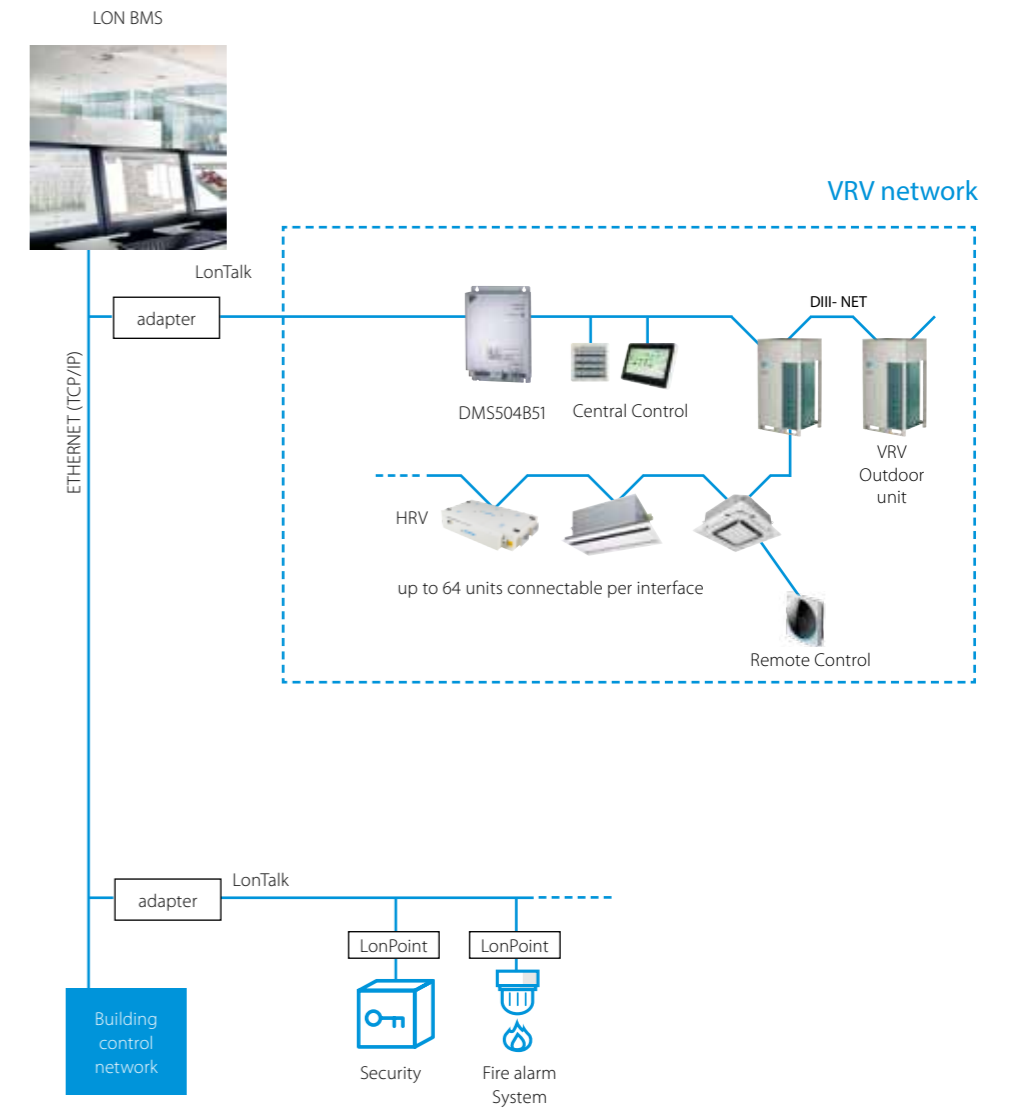 LON BMS
VRV network
LonTalk
adapter
DIII- NET
ETHERNET (TCP/IP)
DMS504B51
Central Control
VRV
Outdoor
unit
HRV
up to 64 units connectable per interface
Remote Control
adapter
LonTalk
LonPoint
LonPoint
Building
control
network
Security
Fire alarm
System